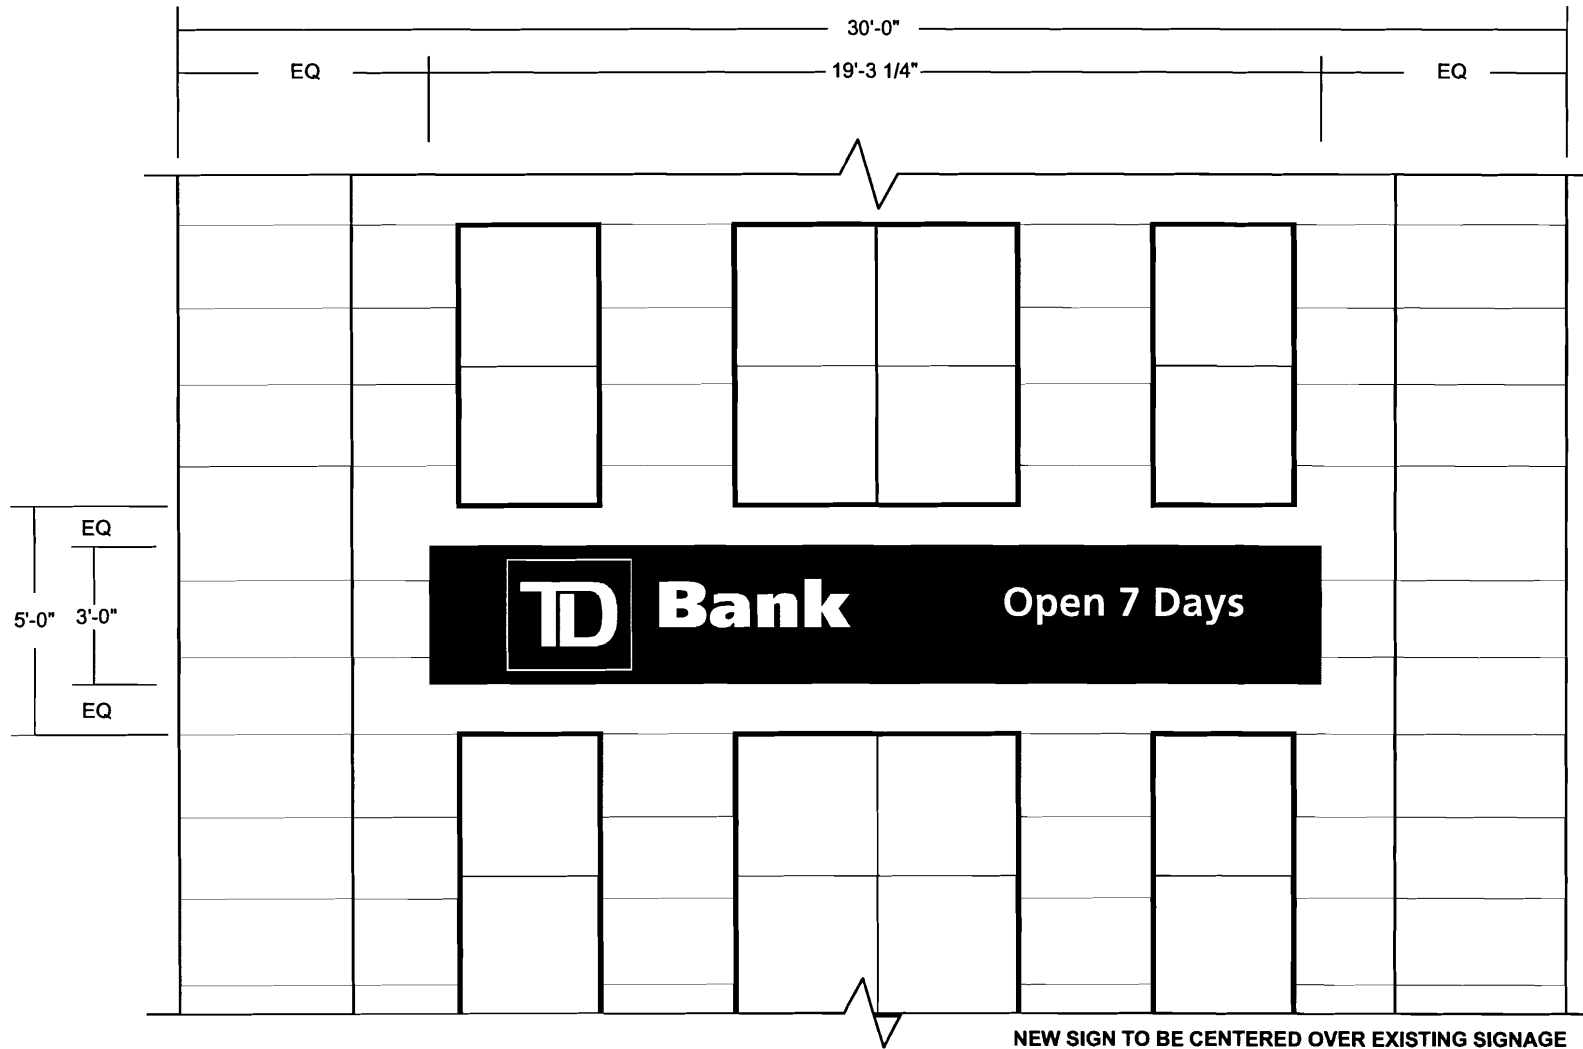 30'-0"
EQ 19'-3 1/4" EQ
EQ
5'-0" 3'-0"
EQ
TD Bank Open 7 Days
NEW SIGN TO BE CENTERED OVER EXISTING SIGNAGE